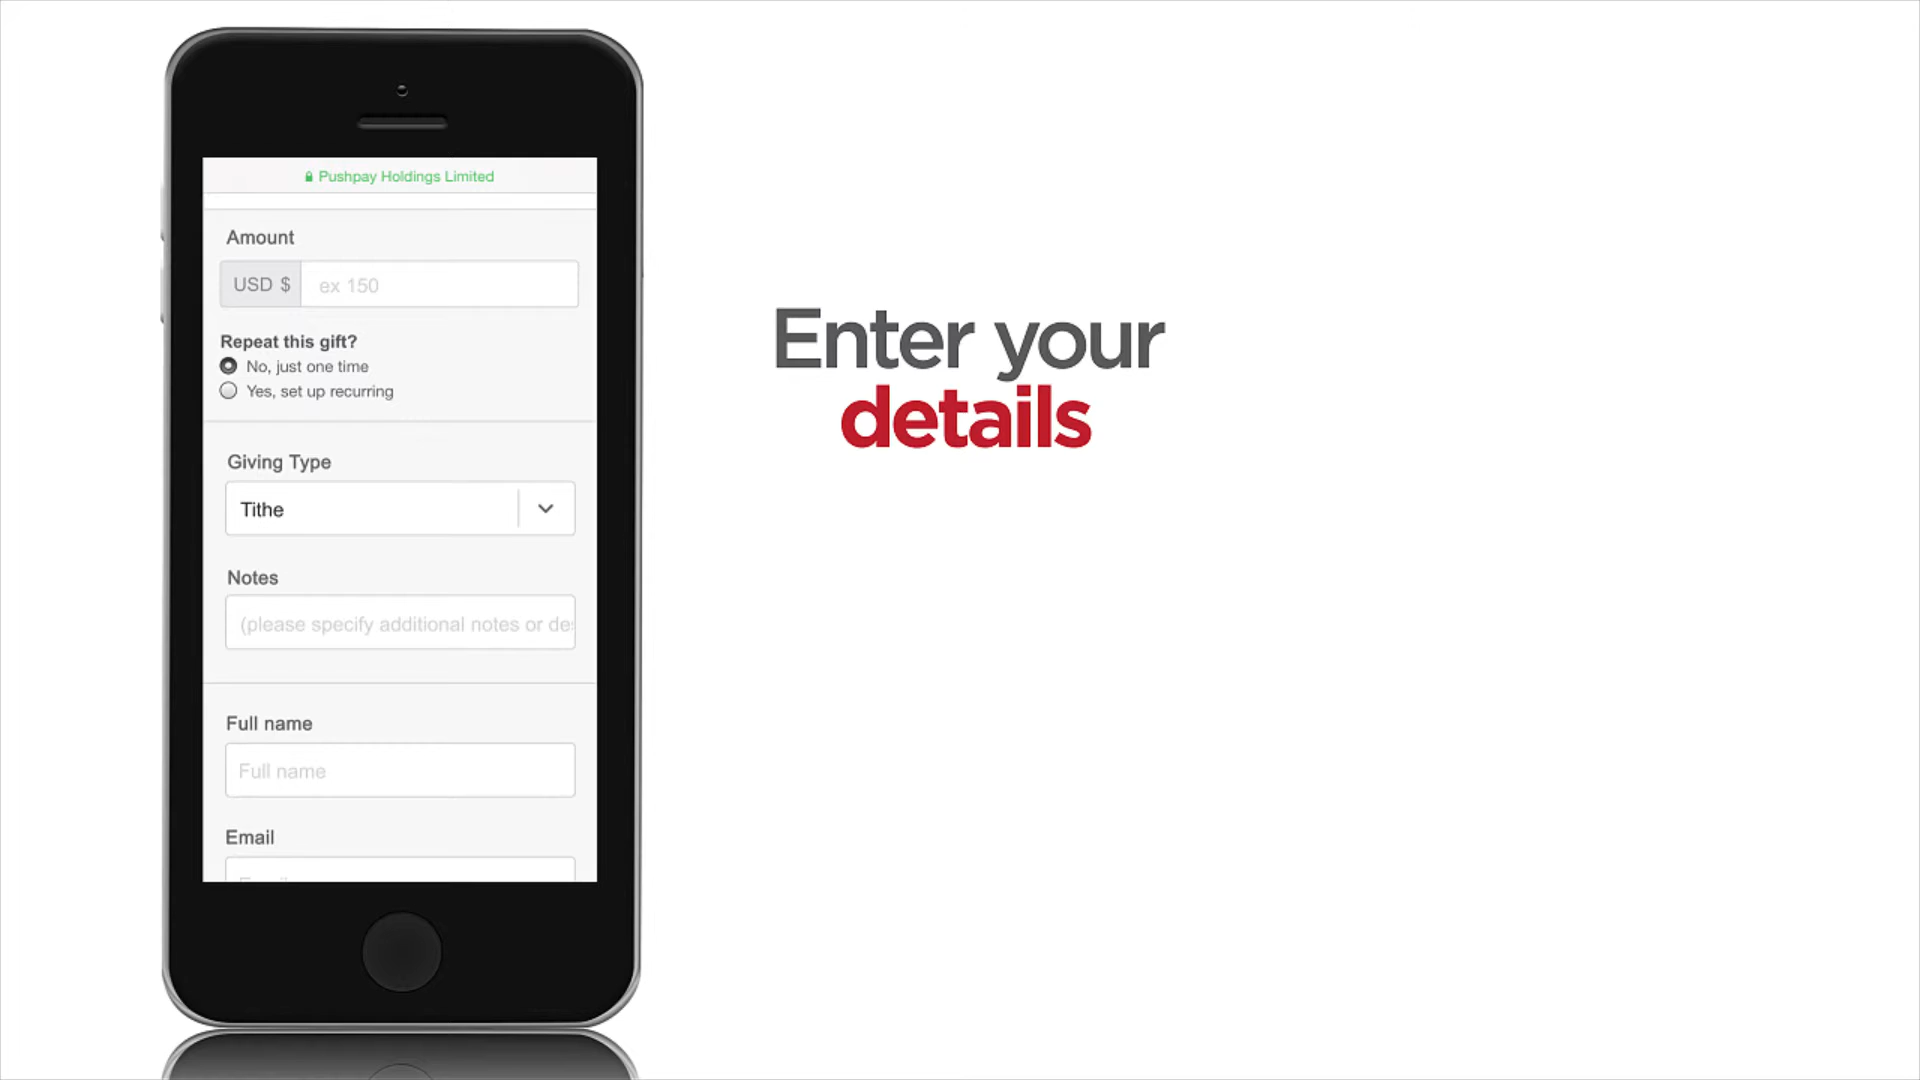 Pushpay Holdings Limited
Amount
USD $ ex 150
Repeat this gift?
No, just one time
Yes, set up recurring
Giving Type
Tithe
Notes
(please specify additional notes or
Full name
Full name
Email
Enter your
details